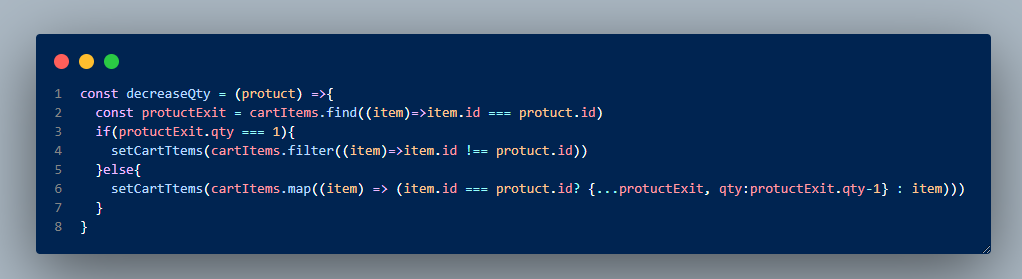 1 const decreaseQty = (protuct) =>{
2 const protuctExit = cartItems.find((item)=>item.id === protuct.id)
3 if(protuctExit.qty === 1){
4 setCartTtems(cartItems.filter((item)=>item.id !== protuct.id))
5 }else{
6 setCartTtems(cartItems.map((item) => (item.id === protuct.id? {...protuctExit, qty:protuctExit.qty-1} : item)))
7 }
8 }